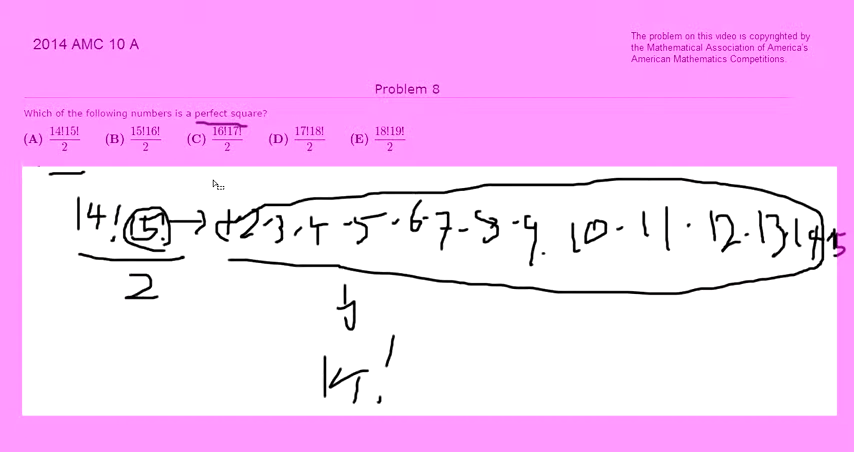 2014 AMC 10 A
The problem on this video is copyrighted by
the Mathematical Association of America's
American Mathematics Competitions.
Problem 8
Which of the following numbers is a perfect square?
(A) 14!15!/2 (B) 15!16!/2 (C) 16!17!/2 (D) 17!18!/2 (E) 18!19!/2
14! 15! → 1·2·3·4·5·6·7·8·9·10·11·12·13·14·15
2
14!